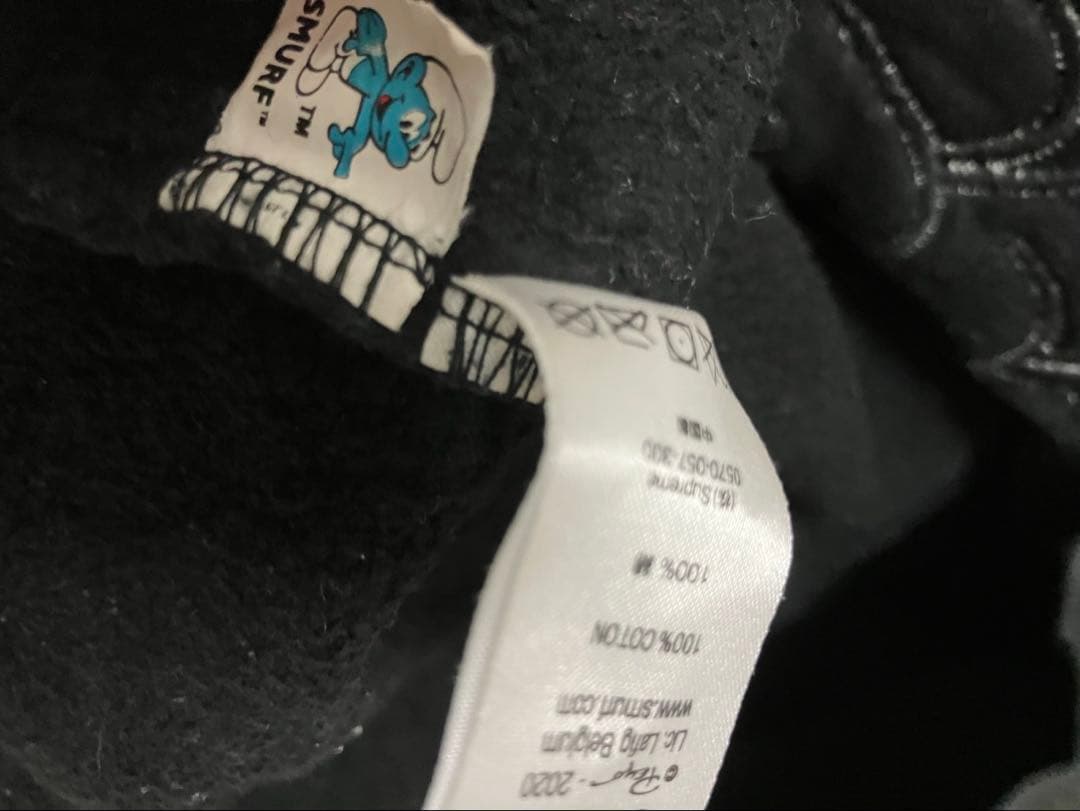 SMURF™
TM
© Peyo - 2020
Lic. Lafig Belgium
www.smurf.com
100% COTON
100% 綿
(株)Supreme
0570-057-300
中国製